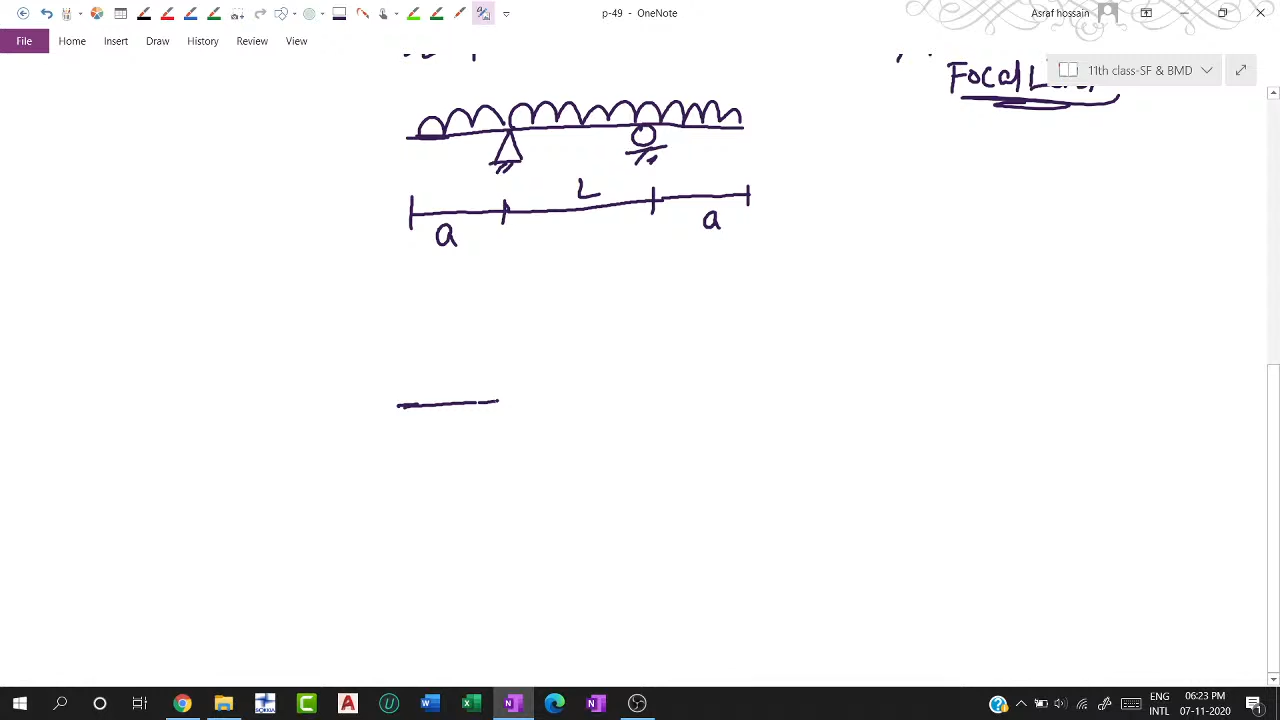 p-49 - OneNote
Asraf hossain
File Home Insert Draw History Review View
11th class-SF & BMD
Focal
L
a
a
ENG
INTL
06:23 PM
07-11-2020